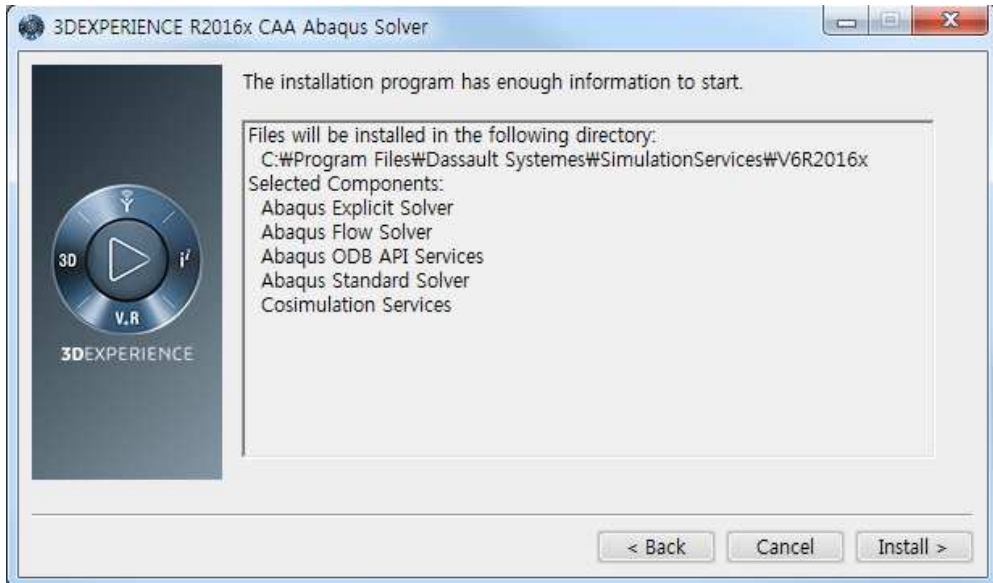 3DEXPERIENCE R2016x CAA Abaqus Solver
The installation program has enough information to start.
Files will be installed in the following directory:
C:₩Program Files₩Dassault Systemes₩SimulationServices₩V6R2016x
Selected Components:
Abaqus Explicit Solver
Abaqus Flow Solver
Abaqus ODB API Services
Abaqus Standard Solver
Cosimulation Services
3D
i²
V.R
3DEXPERIENCE
< Back
Cancel
Install >